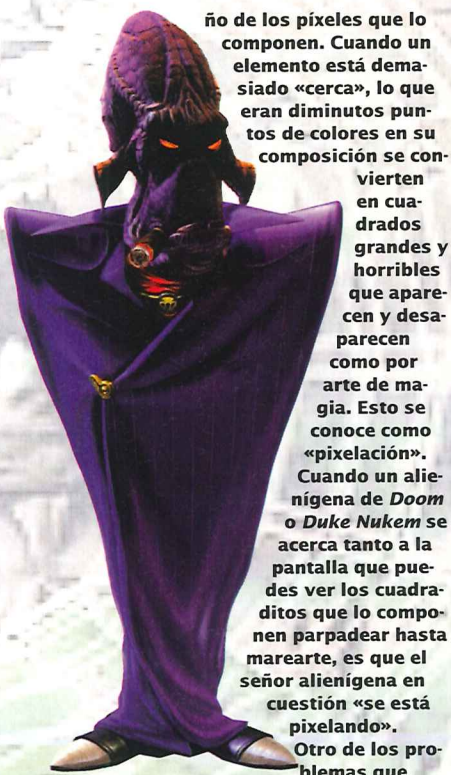 ño de los píxeles que lo
componen. Cuando un
elemento está dema-
siado «cerca», lo que
eran diminutos pun-
tos de colores en su
composición se con-
vierten
en cua-
drados
grandes y
horribles
que apare-
cen y desa-
parecen
como por
arte de ma-
gia. Esto se
conoce como
«pixelación».
Cuando un alie-
nígena de Doom
o Duke Nukem se
acerca tanto a la
pantalla que pue-
des ver los cuadra-
ditos que lo compo-
nen parpadear hasta
marearte, es que el
señor alienígena en
cuestión «se está
pixelando».
Otro de los pro-
blemas que